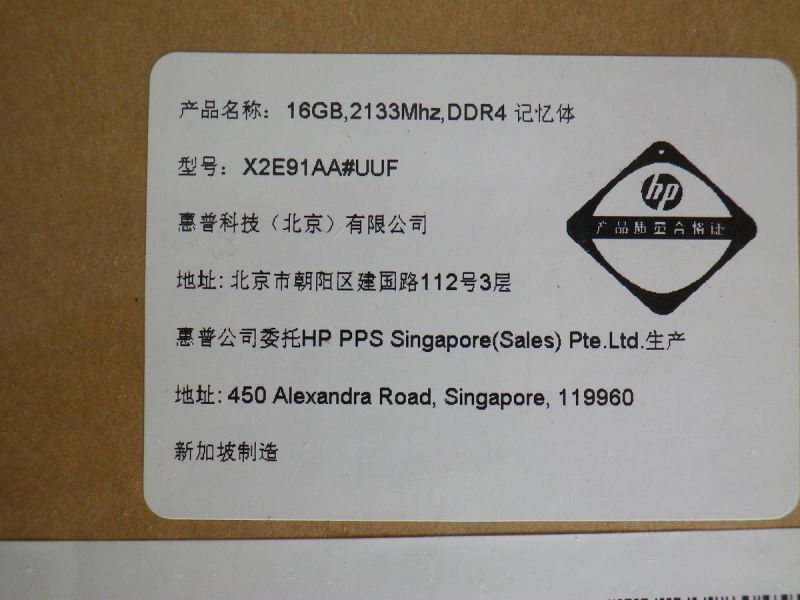 产品名称: 16GB,2133Mhz,DDR4 记忆体
型号: X2E91AA#UUF
hp
产品质量合格证
惠普科技（北京）有限公司
地址: 北京市朝阳区建国路112号3层
惠普公司委托HP PPS Singapore(Sales) Pte.Ltd.生产
地址: 450 Alexandra Road, Singapore, 119960
新加坡制造